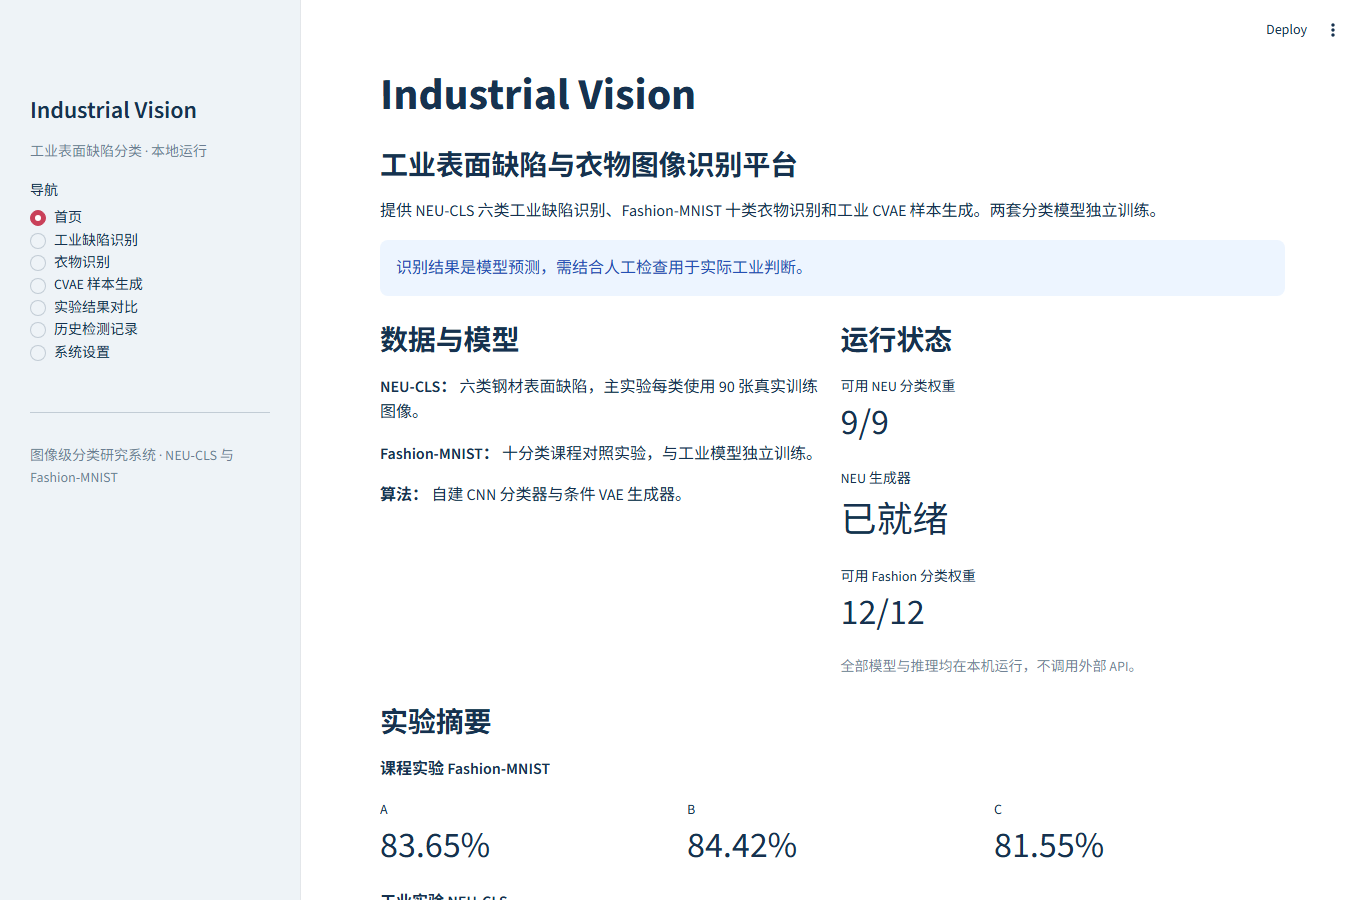 Deploy
Industrial Vision
工业表面缺陷分类 · 本地运行
导航
首页
工业缺陷识别
衣物识别
CVAE 样本生成
实验结果对比
历史检测记录
系统设置
图像级分类研究系统 · NEU-CLS 与
Fashion-MNIST
Industrial Vision
工业表面缺陷与衣物图像识别平台
提供 NEU-CLS 六类工业缺陷识别、Fashion-MNIST 十类衣物识别和工业 CVAE 样本生成。两套分类模型独立训练。
识别结果是模型预测，需结合人工检查用于实际工业判断。
数据与模型
NEU-CLS： 六类钢材表面缺陷，主实验每类使用 90 张真实训练
图像。
Fashion-MNIST： 十分类课程对照实验，与工业模型独立训练。
算法： 自建 CNN 分类器与条件 VAE 生成器。
运行状态
可用 NEU 分类权重
9/9
NEU 生成器
已就绪
可用 Fashion 分类权重
12/12
全部模型与推理均在本机运行，不调用外部 API。
实验摘要
课程实验 Fashion-MNIST
A
83.65%
B
84.42%
C
81.55%
工业实验 NEU-CLS